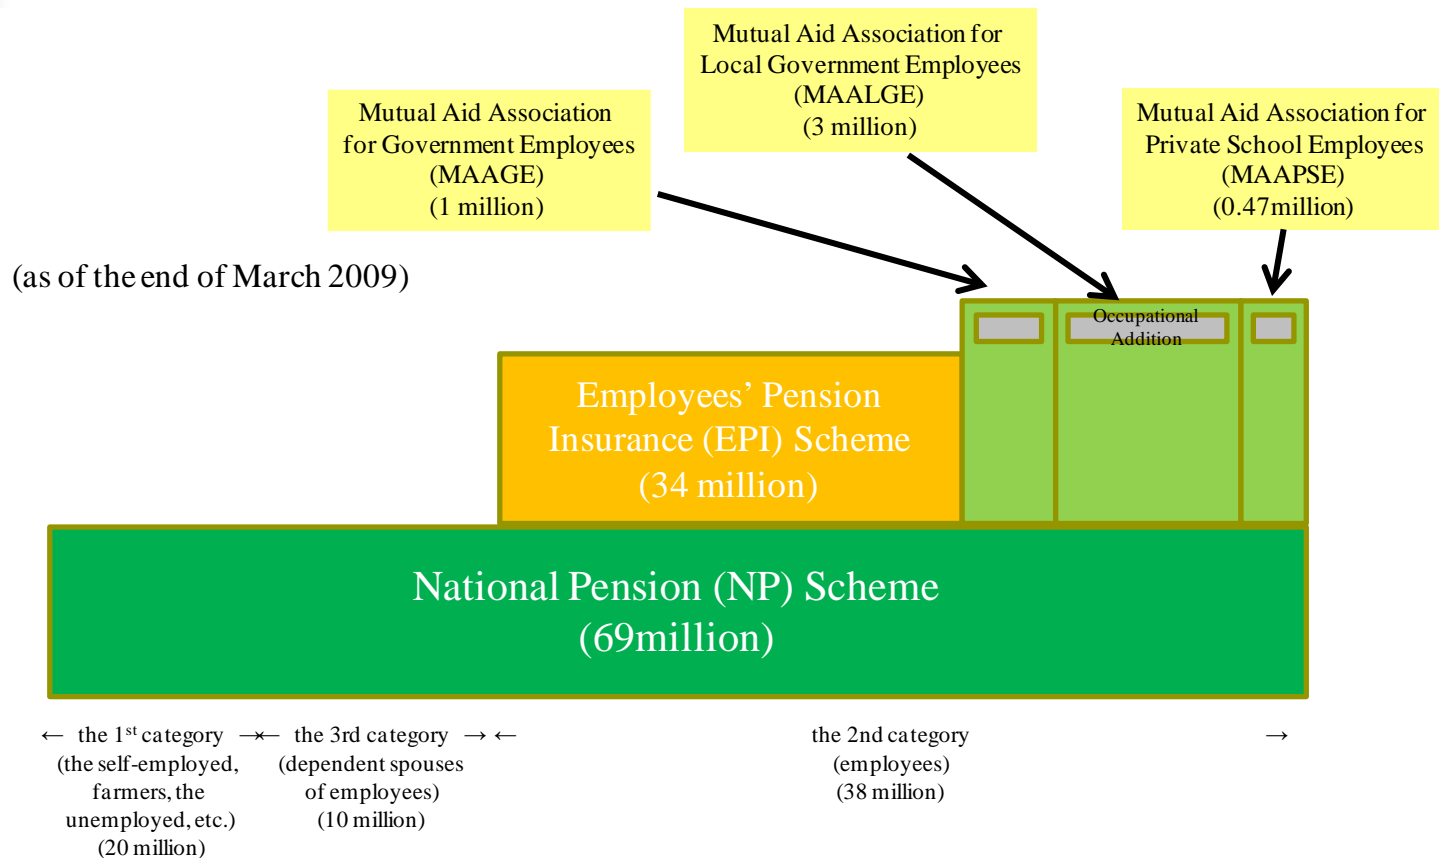 Mutual Aid Association
for Government Employees
(MAAGE)
(1 million)
Mutual Aid Association for
Local Government Employees
(MAALGE)
(3 million)
Mutual Aid Association for
Private School Employees
(MAAPSE)
(0.47million)
(as of the end of March 2009)
Occupational
Addition
Employees’ Pension
Insurance (EPI) Scheme
(34 million)
National Pension (NP) Scheme
(69million)
← the 1st category →
(the self-employed,
farmers, the
unemployed, etc.)
(20 million)
← the 3rd category →
(dependent spouses
of employees)
(10 million)
← the 2nd category →
(employees)
(38 million)